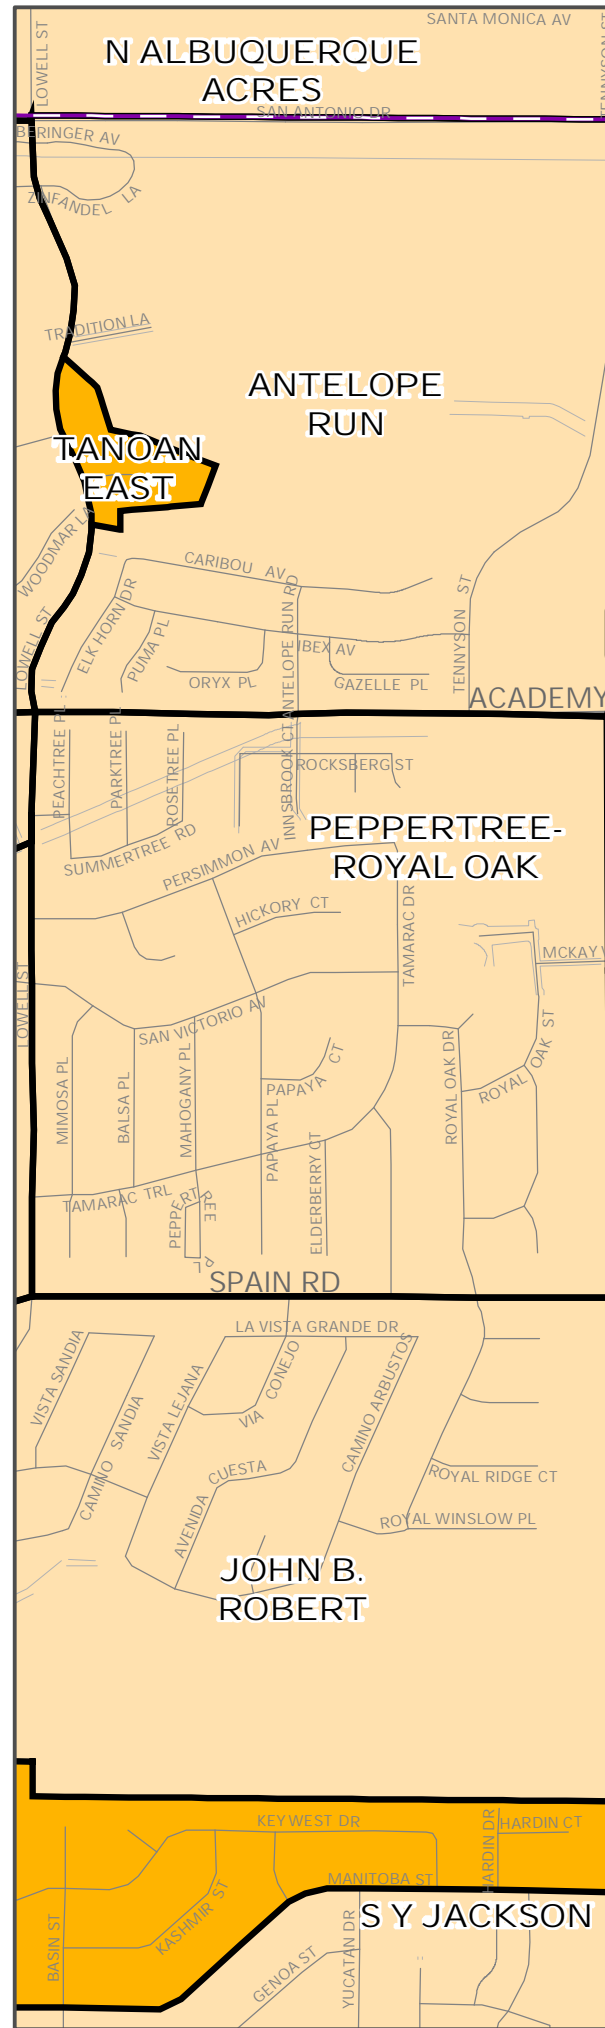 SANTA MONICA AV
LOWELL ST
TENNYSON ST
N ALBUQUERQUE
ACRES
SAN ANTONIO DR
BERINGER AV
ZINFANDEL LA
TRADITION LA
ANTELOPE
RUN
TANOAN
EAST
WOODMAR LA
CARIBOU AV
LOWELL ST
ELK HORN DR
PUMA PL
ANTELOPE RUN RD
IBEX AV
TENNYSON ST
ORYX PL
GAZELLE PL
ACADEMY
PEACHTREE PL
PARKTREE PL
ROSETREE PL
INNSBROOK CT
ROCKSBERG ST
PEPPERTREE-
ROYAL OAK
SUMMERTREE RD
PERSIMMON AV
HICKORY CT
TAMARAC DR
MCKAY
LOWELL ST
SAN VICTORIO AV
MIMOSA PL
BALSA PL
MAHOGANY PL
PAPAYA CT
PAPAYA PL
ROYAL OAK DR
ROYAL OAK ST
ELDERBERRY CT
TAMARAC TRL
PEPPERTREE PL
SPAIN RD
LA VISTA GRANDE DR
VISTA SANDIA
CAMINO SANDIA
VISTA LEJANA
VIA CONEJO
CAMINO ARBUSTOS
AVENIDA CUESTA
ROYAL RIDGE CT
ROYAL WINSLOW PL
JOHN B.
ROBERT
KEY WEST DR
HARDIN DR
HARDIN CT
MANITOBA ST
KASHMIR ST
BASIN ST
S Y JACKSON
GENOA ST
YUCATAN DR